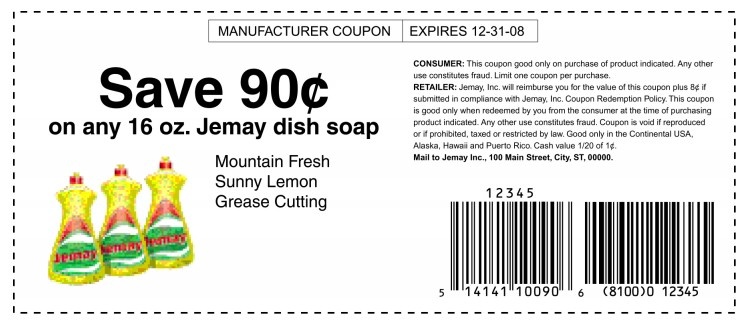 MANUFACTURER COUPON EXPIRES 12-31-08
Save 90¢
on any 16 oz. Jemay dish soap
Mountain Fresh
Sunny Lemon
Grease Cutting
Jemay Jemay Jemay
CONSUMER: This coupon good only on purchase of product indicated. Any other
use constitutes fraud. Limit one coupon per purchase.
RETAILER: Jemay, Inc. will reimburse you for the value of this coupon plus 8¢ if
submitted in compliance with Jemay, Inc. Coupon Redemption Policy. This coupon
is good only when redeemed by you from the consumer at the time of purchasing
product indicated. Any other use constitutes fraud. Coupon is void if reproduced
or if prohibited, taxed or restricted by law. Good only in the Continental USA,
Alaska, Hawaii and Puerto Rico. Cash value 1/20 of 1¢.
Mail to Jemay Inc., 100 Main Street, City, ST, 00000.
12345
5 14141 10090 6 (8100)0 12345